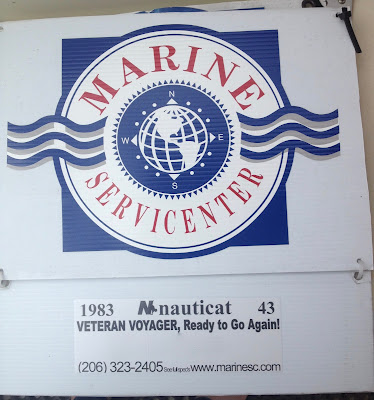 MARINE
N
W E
S
SERVICENTER
1983 nauticat 43
VETERAN VOYAGER, Ready to Go Again!
(206) 323-2405 www.marinesc.com